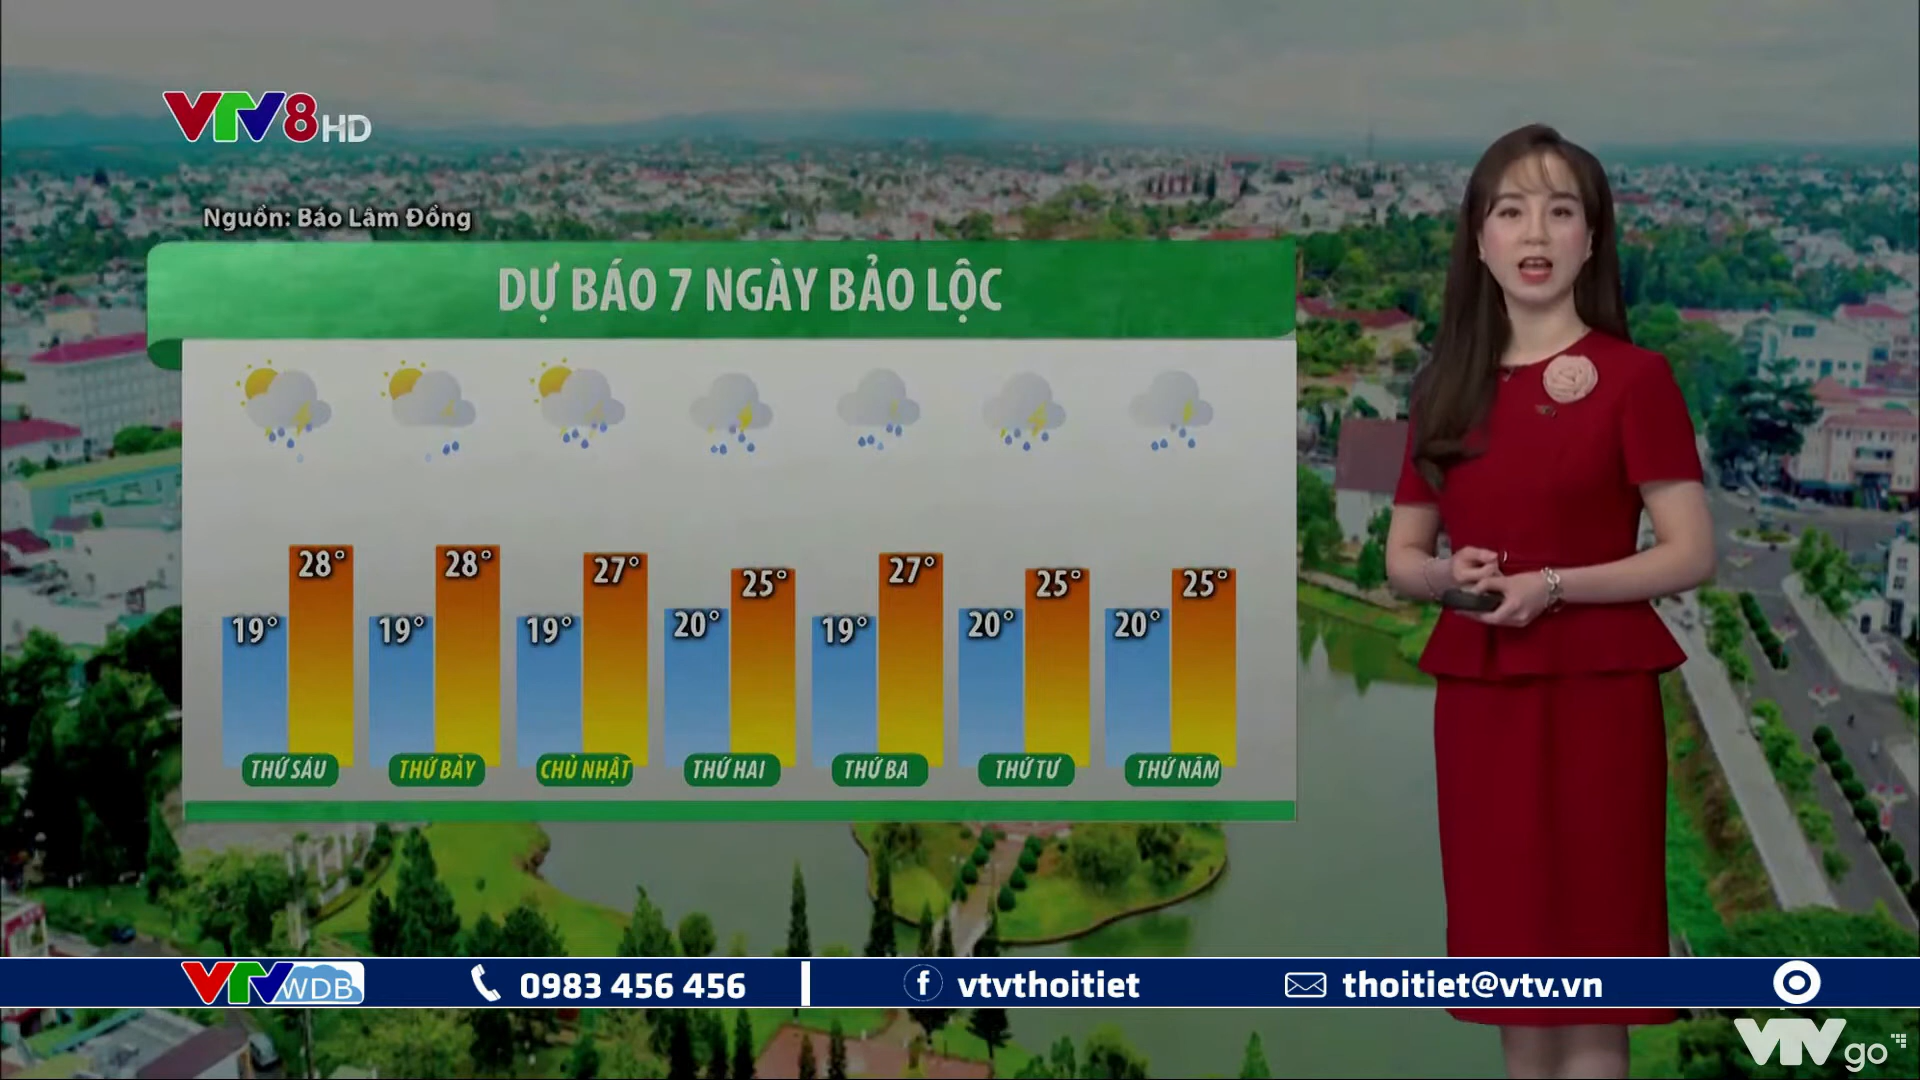 VTV8 HD
Nguồn: Báo Lâm Đồng
DỰ BÁO 7 NGÀY BẢO LỘC
19° 28° 19° 28° 19° 27° 20° 25° 19° 27° 20° 25° 20° 25°
THỨ SÁU THỨ BẢY CHỦ NHẬT THỨ HAI THỨ BA THỨ TƯ THỨ NĂM
VTV WDB 0983 456 456 vtvthoitiet thoitiet@vtv.vn
VTV go